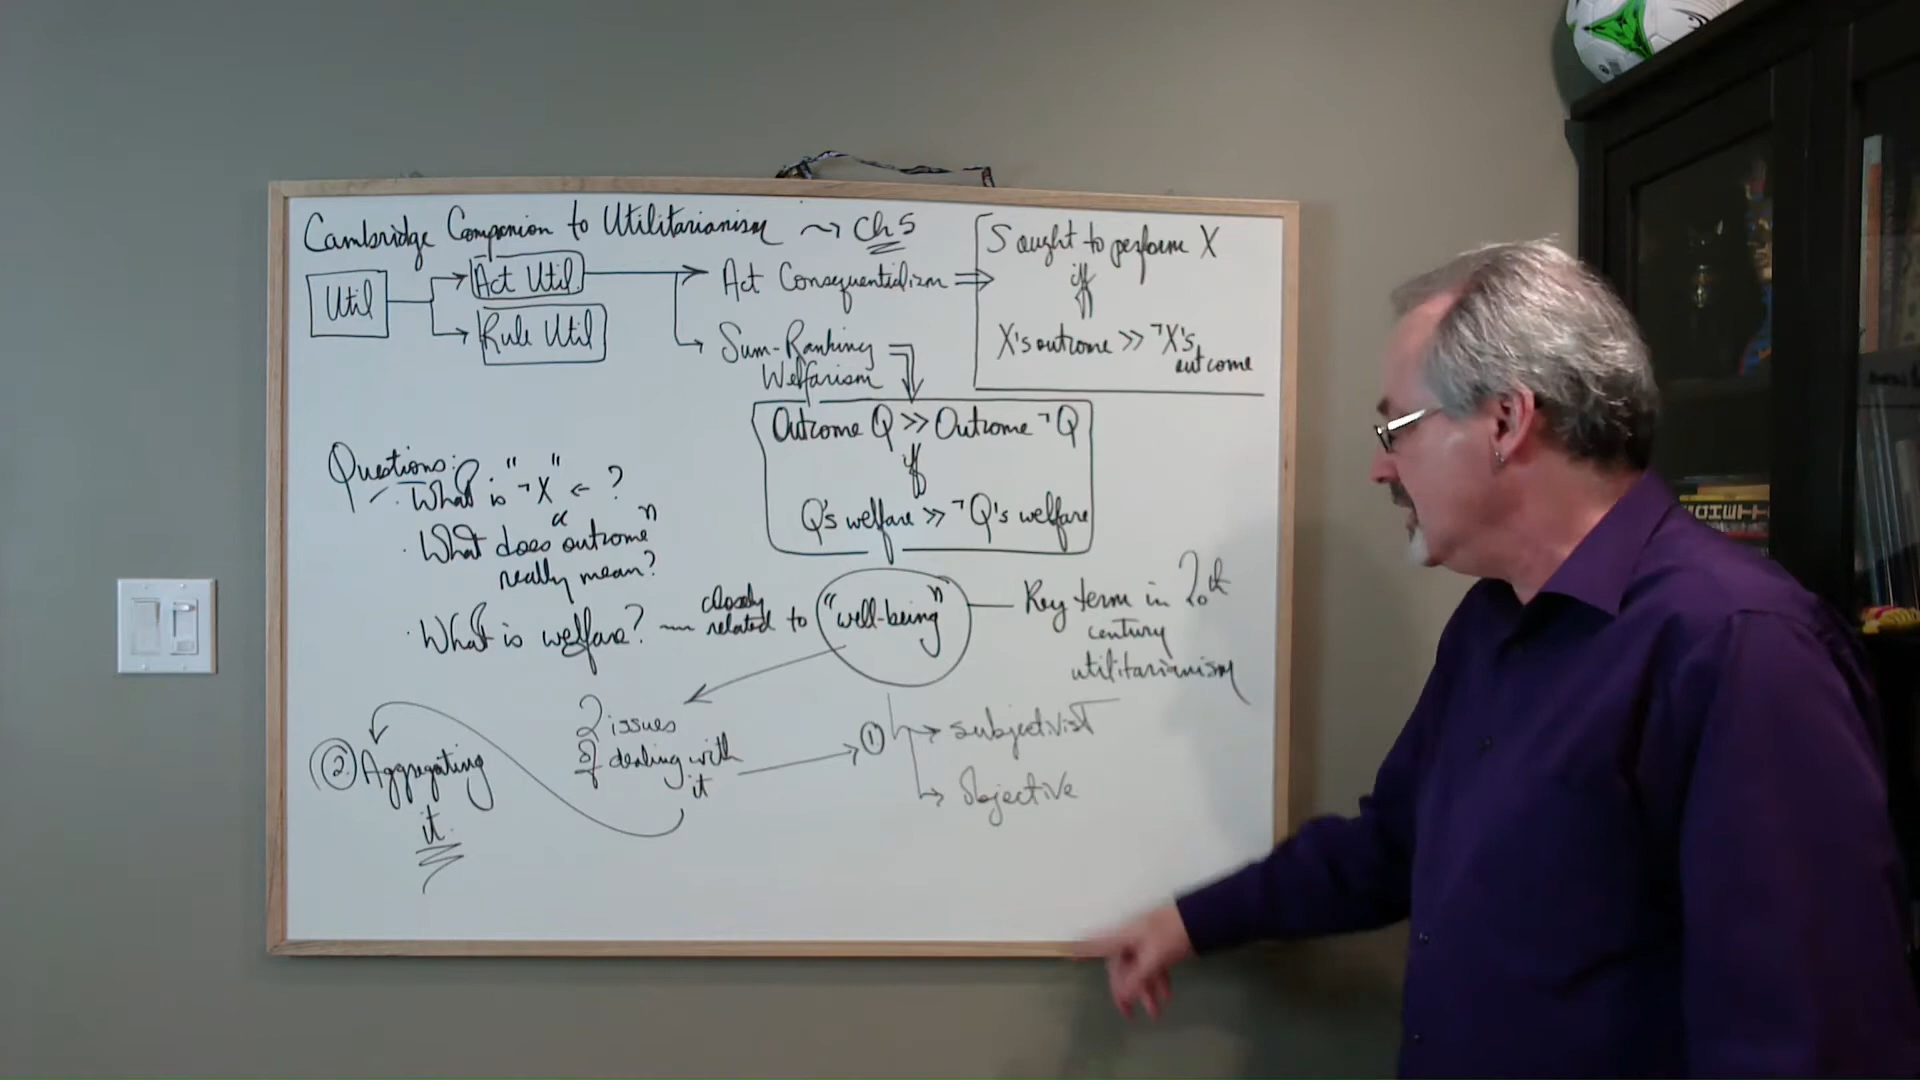 Cambridge Companion to Utilitarianism ⤳ Ch 5
Util
Act Util.
Rule Util
Act Consequentialism ⇒
Sum-Ranking
Welfarism
S ought to perform X
iff
X's outcome >> ¬X's
outcome
Outcome Q >> Outcome ¬Q
iff
Q's welfare >> ¬Q's welfare
Questions:
· What is "¬X" ← ?
· What does "outcome"
really mean?
· What is welfare? — closely
related to "well-being" — Key term in 20th
century
utilitarianism
2 issues
dealing with
it
① → subjectivist
→ Objective
② Aggregating
it.